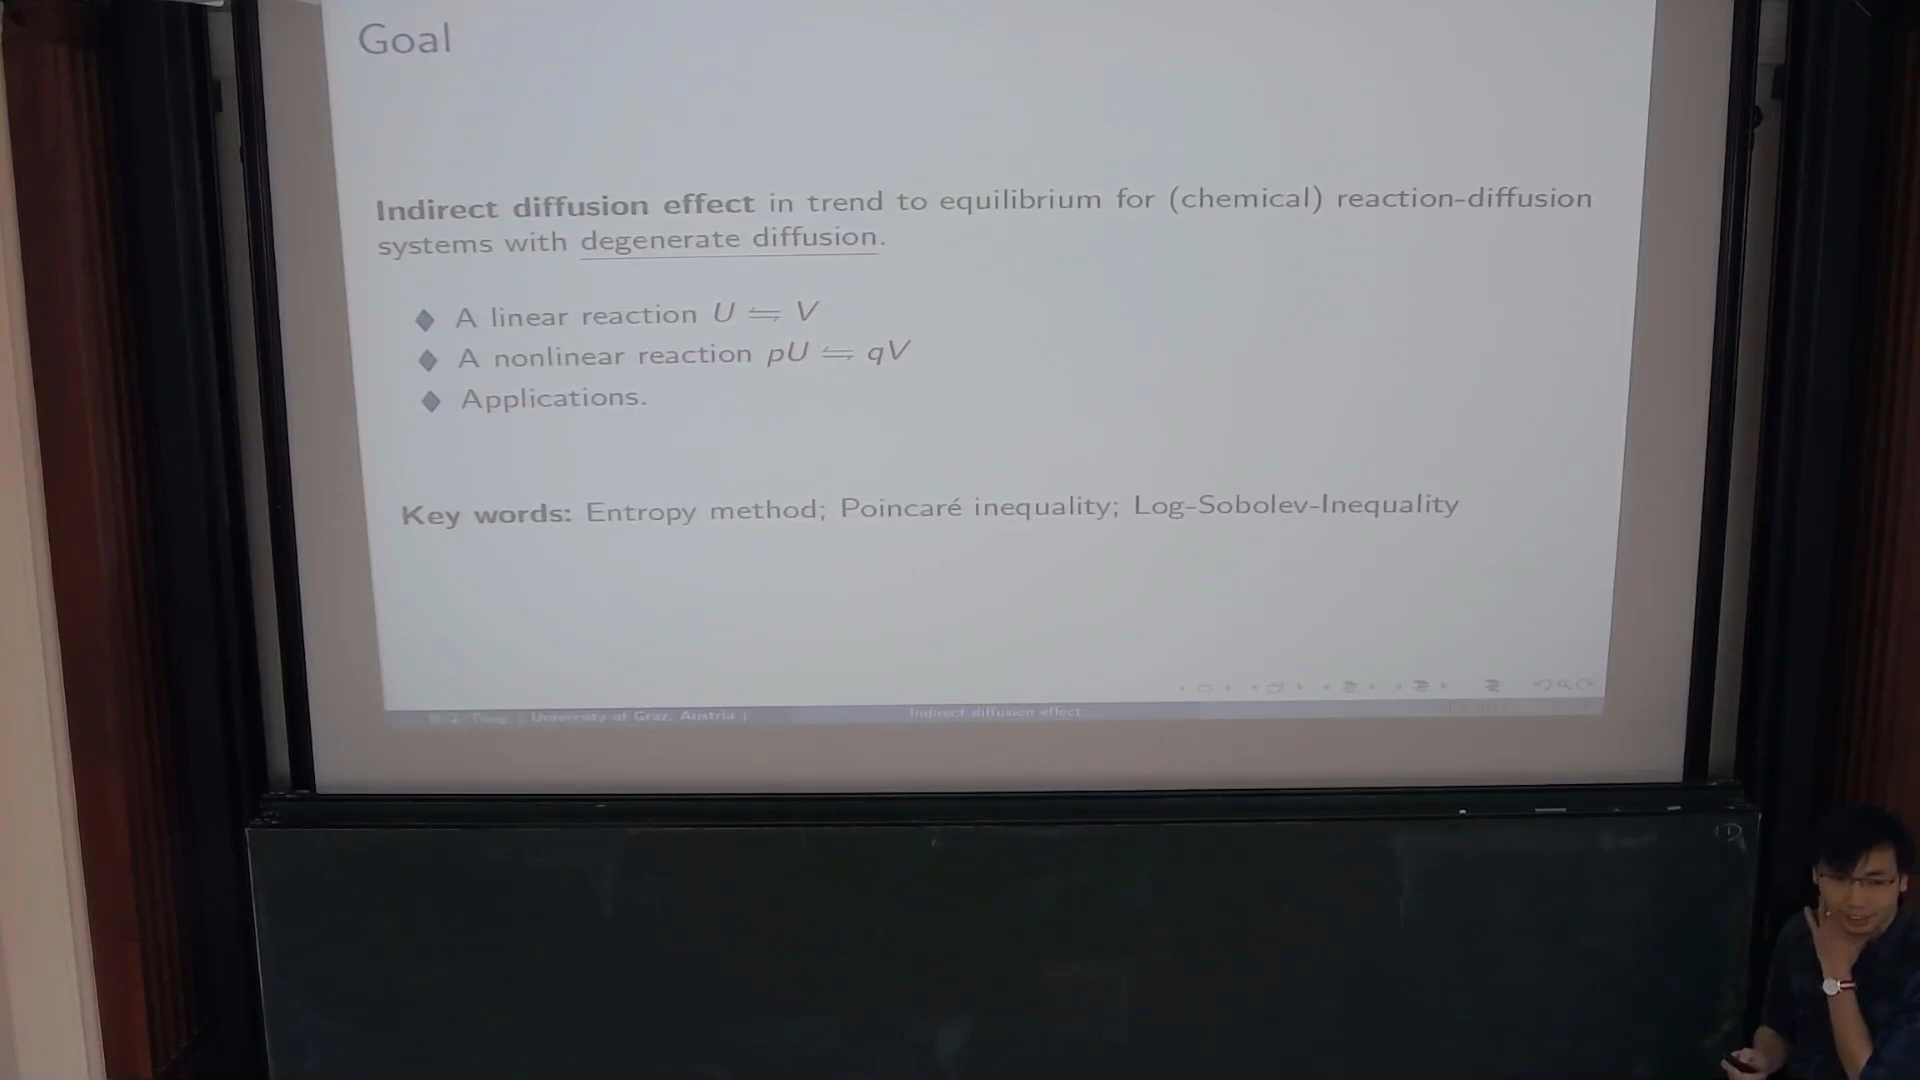 Goal
Indirect diffusion effect in trend to equilibrium for (chemical) reaction-diffusion
systems with degenerate diffusion.
♦ A linear reaction U ⇋ V
♦ A nonlinear reaction pU ⇋ qV
♦ Applications.
Key words: Entropy method; Poincaré inequality; Log-Sobolev-Inequality
Tang ( University of Graz, Austria ) Indirect diffusion effect